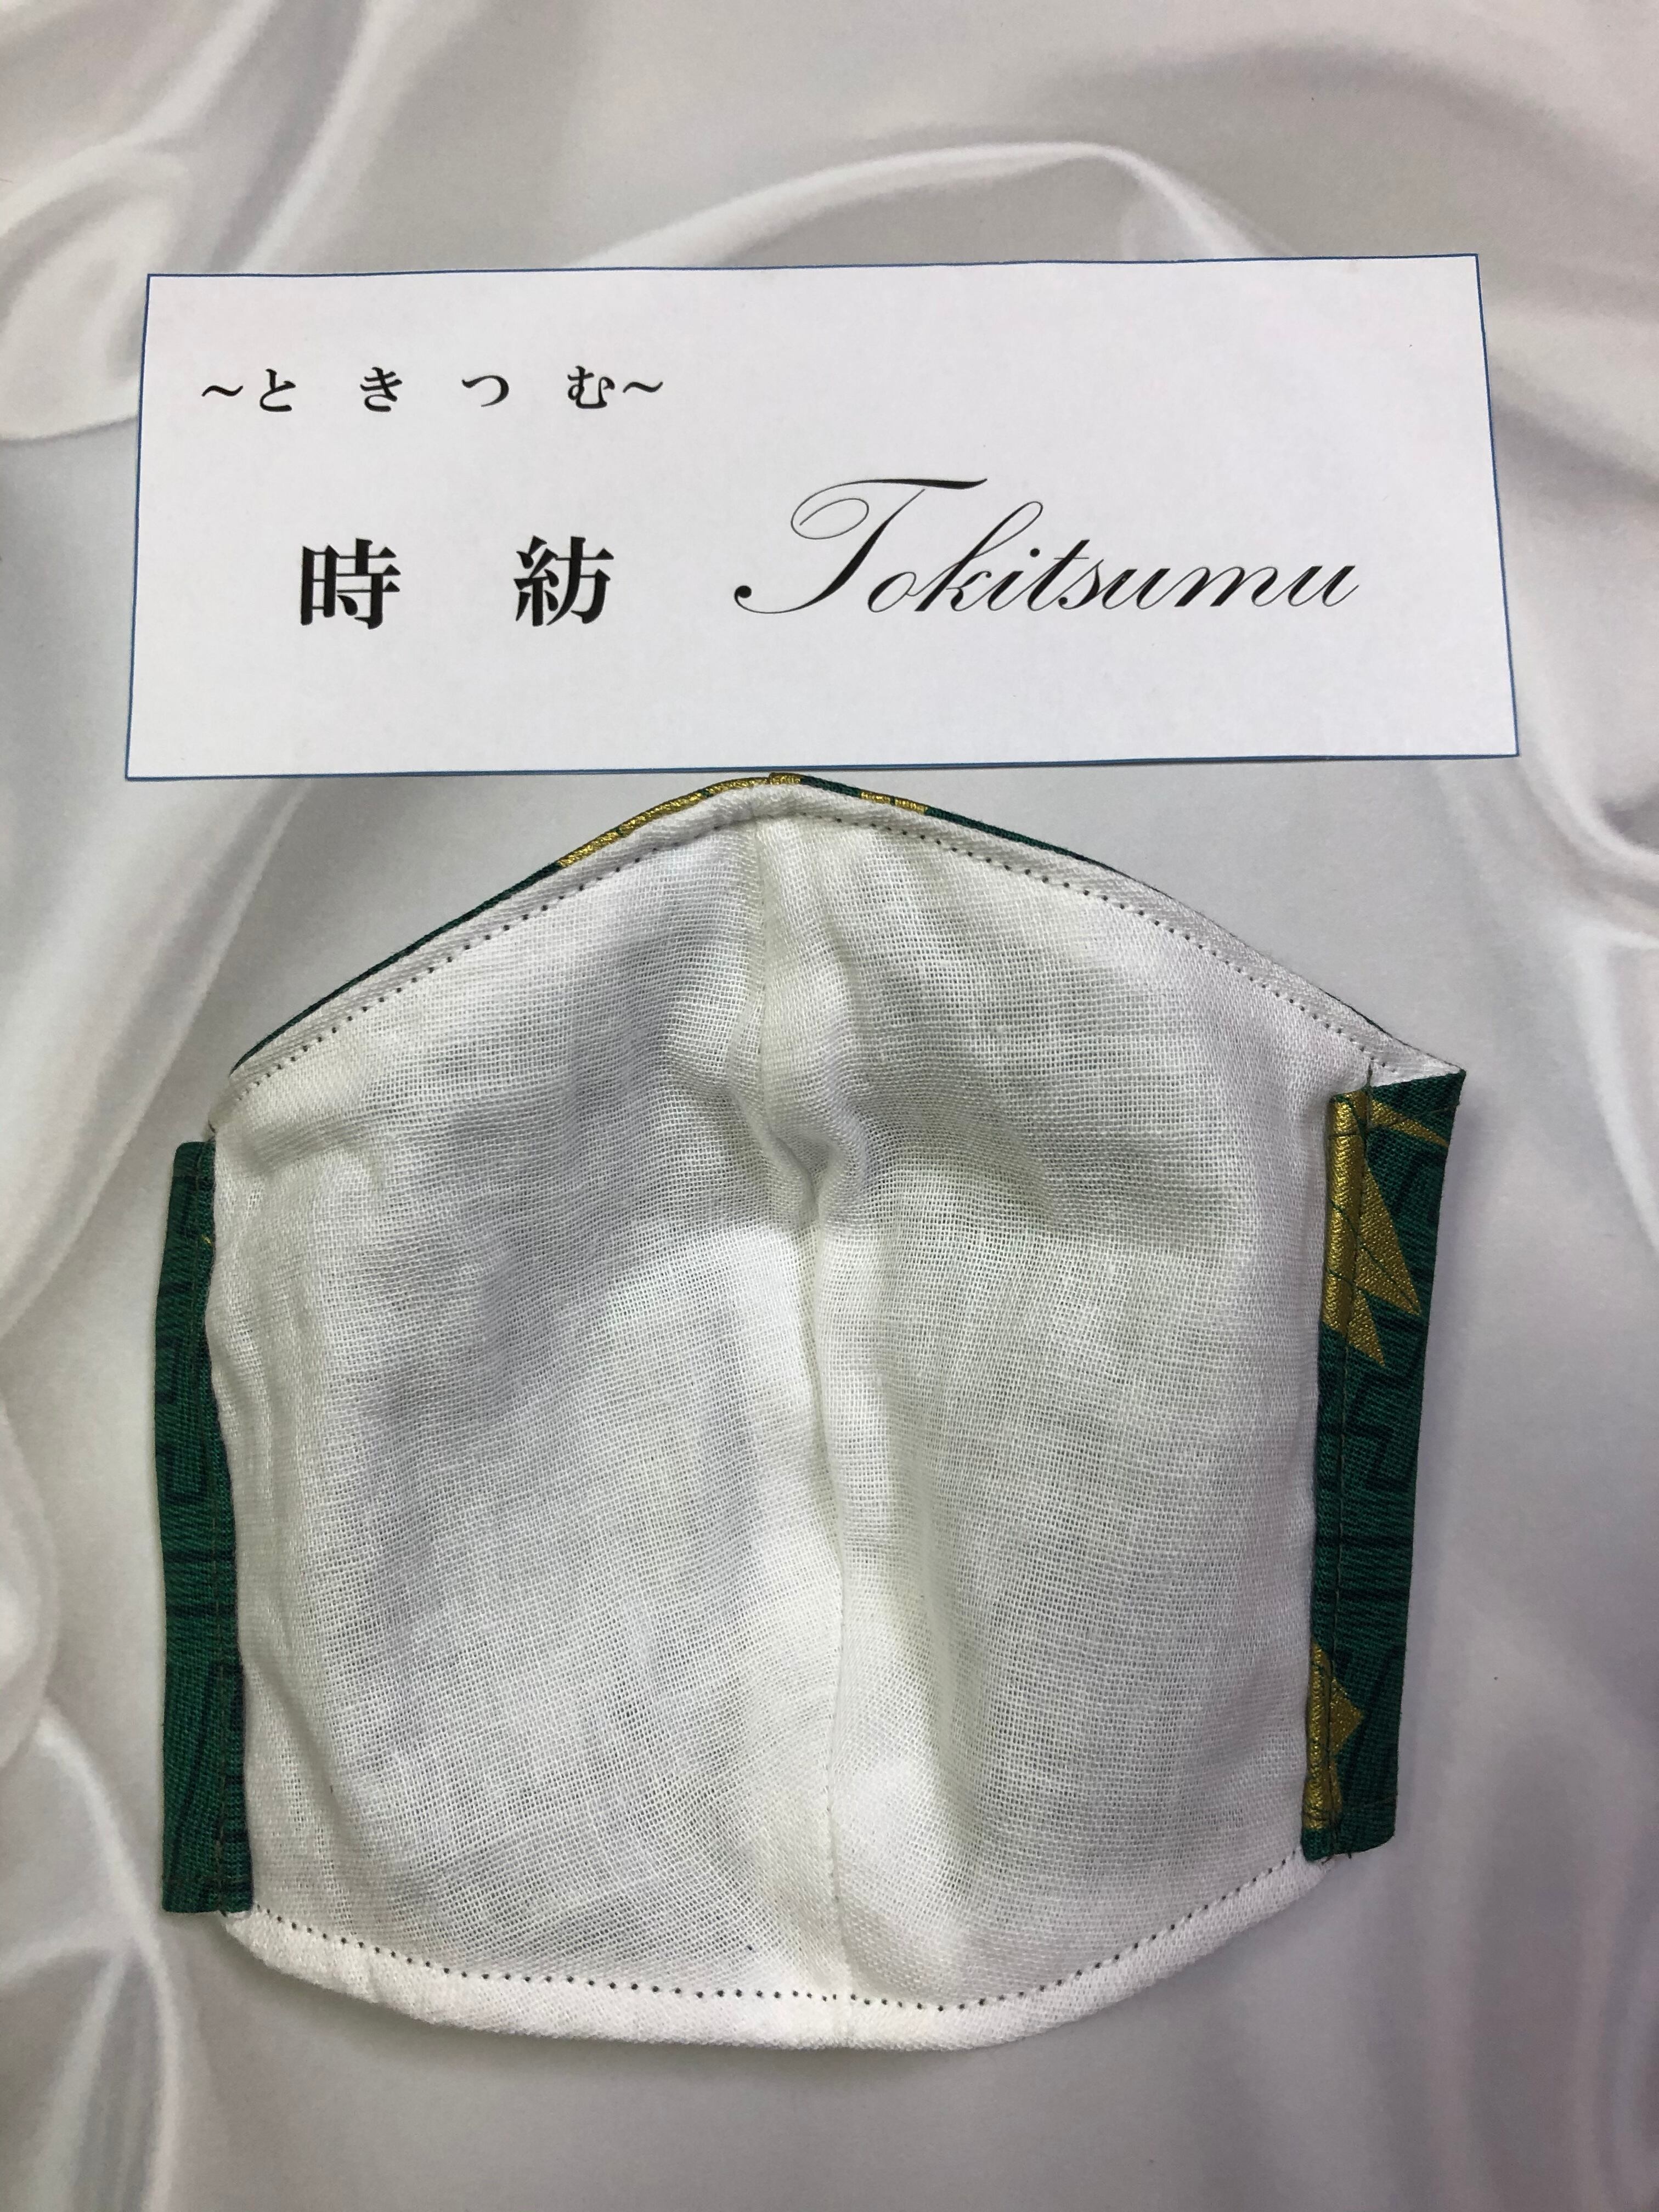 ～と き つ む～
時 紡 Tokitsumu